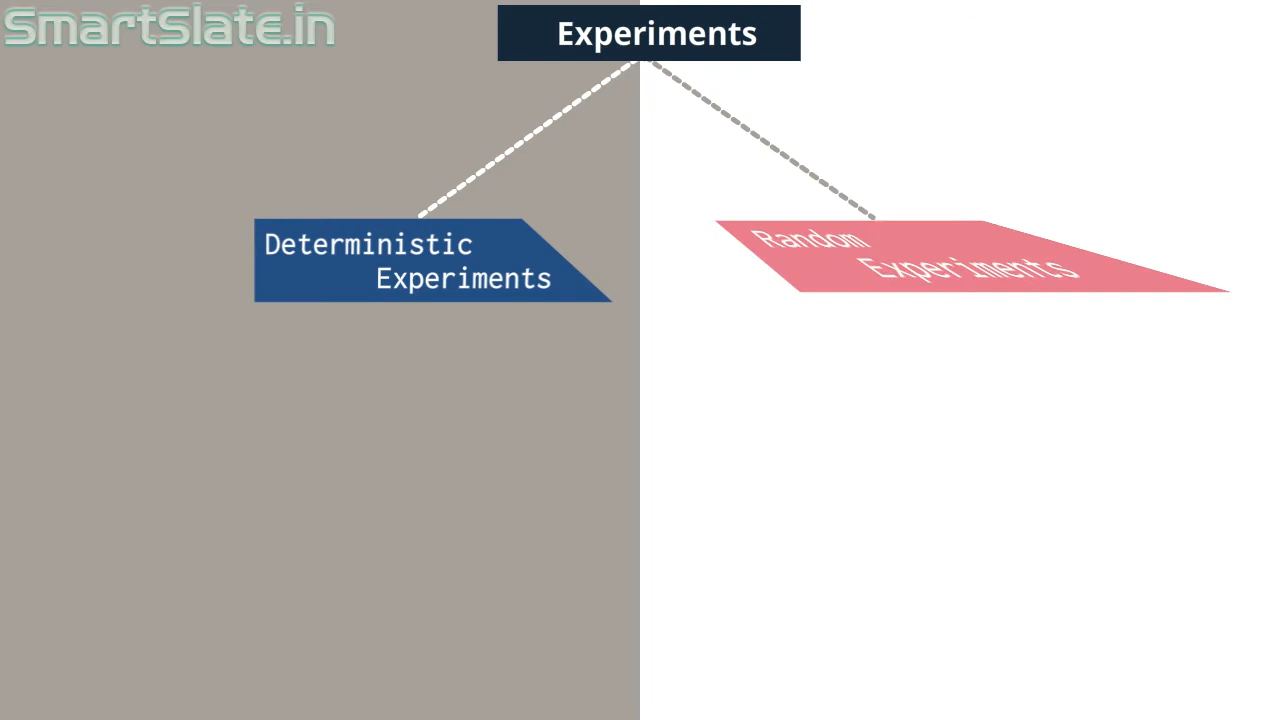 SmartSlate.in
Experiments
Deterministic
Experiments
Random
Experiments